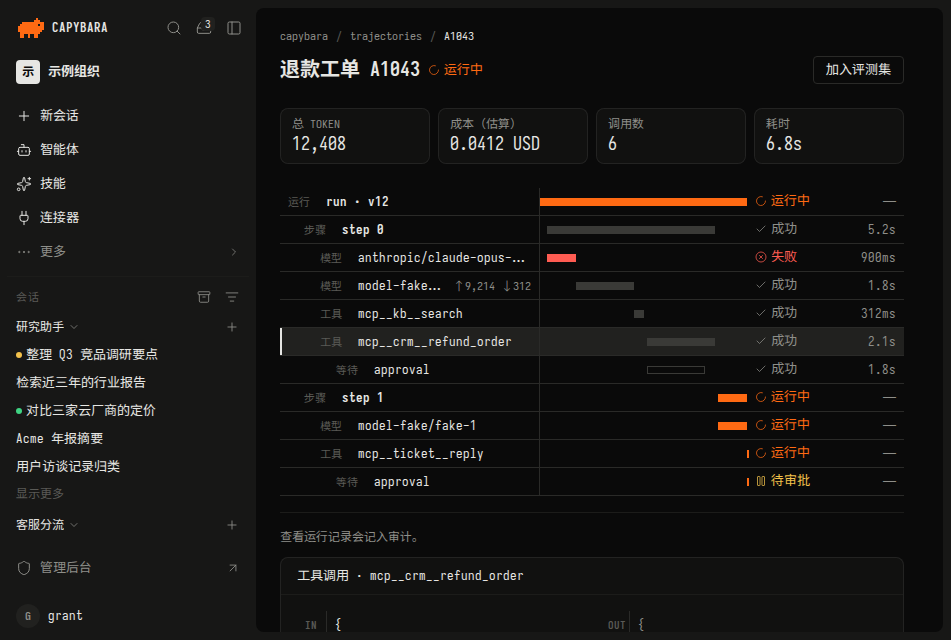 CAPYBARA
3
示 示例组织
新会话
智能体
技能
连接器
更多
会话
研究助手
整理 Q3 竞品调研要点
检索近三年的行业报告
对比三家云厂商的定价
Acme 年报摘要
用户访谈记录归类
显示更多
客服分流
管理后台
G grant
capybara / trajectories / A1043
退款工单 A1043 运行中
加入评测集
总 TOKEN
12,408
成本（估算）
0.0412 USD
调用数
6
耗时
6.8s
运行 run · v12 运行中 —
步骤 step 0 成功 5.2s
模型 anthropic/claude-opus-... 失败 900ms
模型 model-fake... ↑9,214 ↓312 成功 1.8s
工具 mcp__kb__search 成功 312ms
工具 mcp__crm__refund_order 成功 2.1s
等待 approval 成功 1.8s
步骤 step 1 运行中 —
模型 model-fake/fake-1 运行中 —
工具 mcp__ticket__reply 运行中 —
等待 approval 待审批 —
查看运行记录会记入审计。
工具调用 · mcp__crm__refund_order
IN {
OUT {